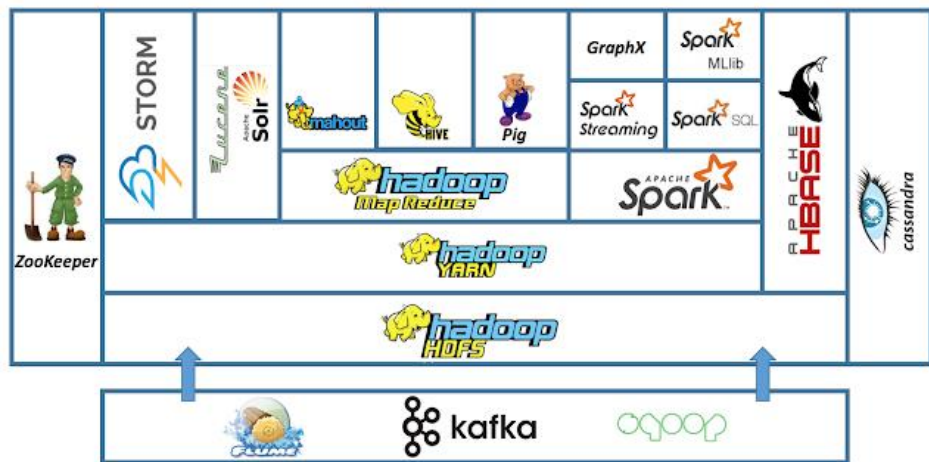 ZooKeeper
STORM
Lucene
Apache
Solr
mahout
HIVE
Pig
GraphX
Spark
MLlib
Spark
Streaming
Spark SQL
hadoop
Map Reduce
APACHE
Spark
TM
APACHE
HBASE
cassandra
hadoop
YARN
hadoop
HDFS
FLUME
kafka
sqoop